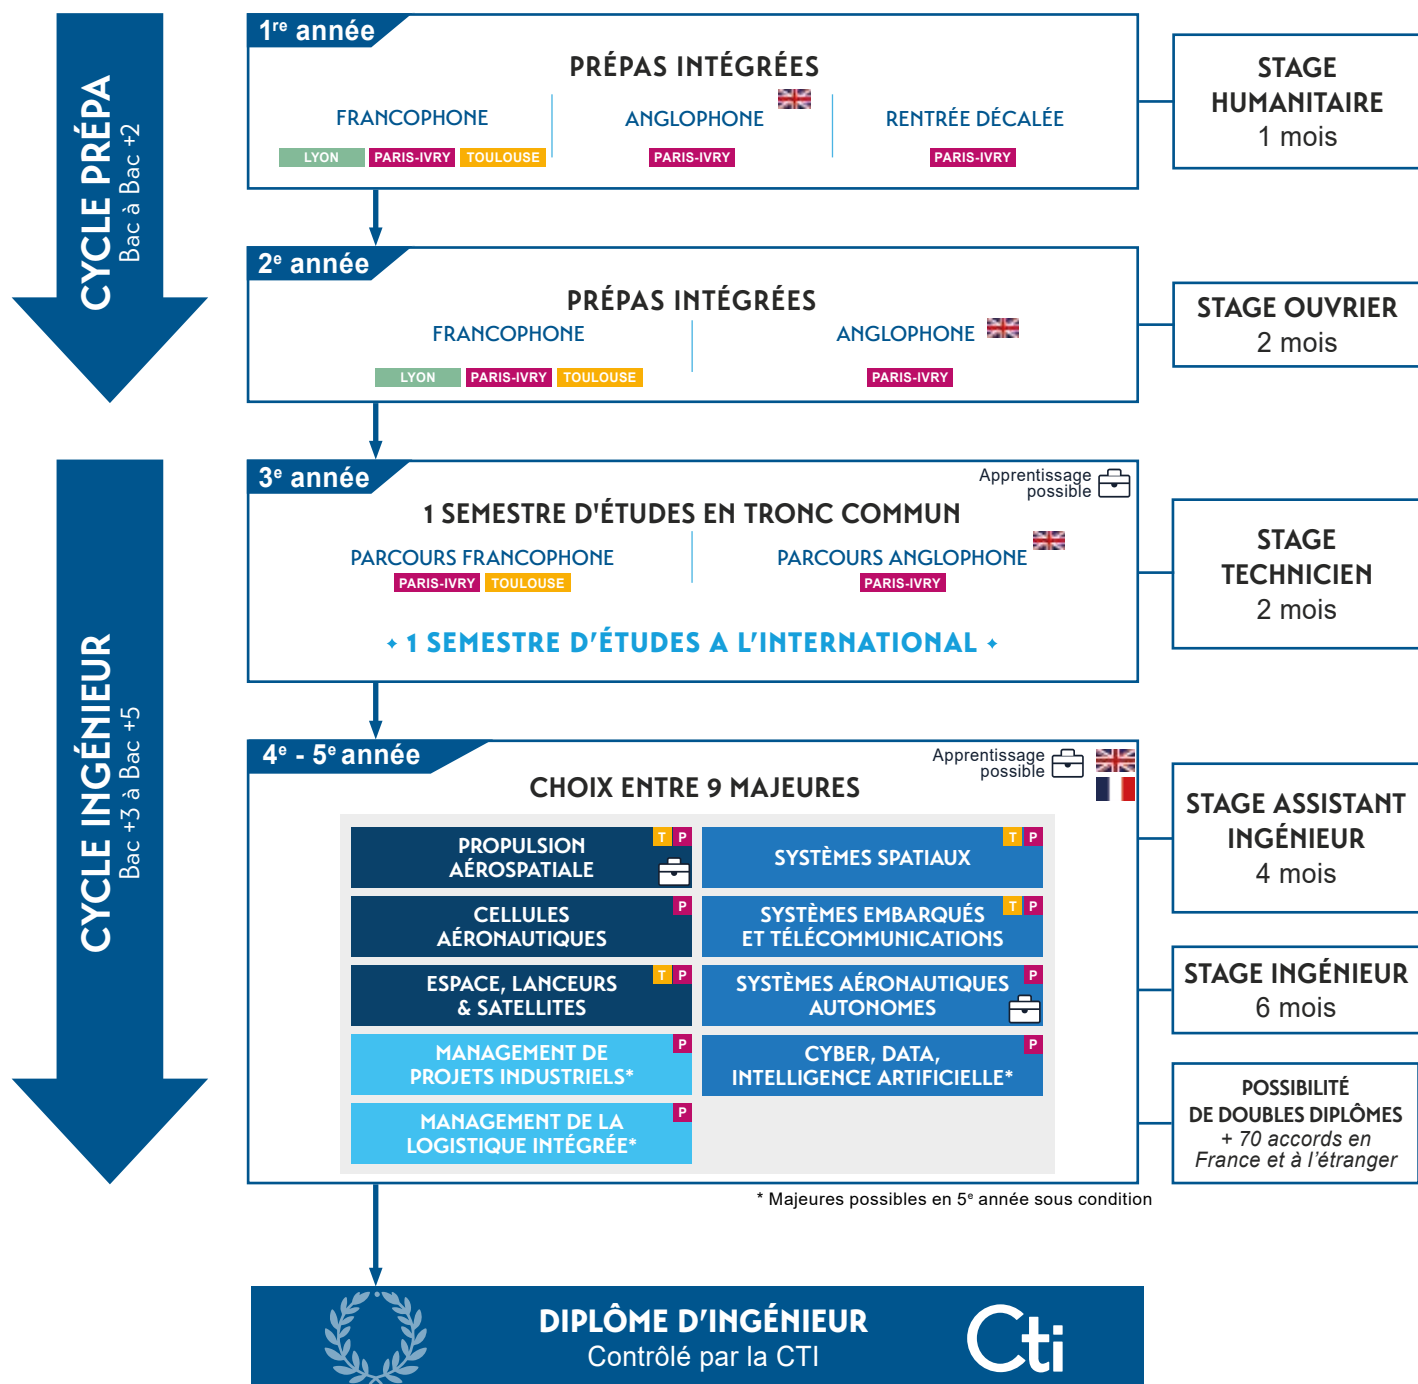 CYCLE PRÉPA
Bac à Bac +2
1re année
PRÉPAS INTÉGRÉES
FRANCOPHONE
LYON PARIS-IVRY TOULOUSE
ANGLOPHONE
PARIS-IVRY
RENTRÉE DÉCALÉE
PARIS-IVRY
STAGE
HUMANITAIRE
1 mois
2e année
PRÉPAS INTÉGRÉES
FRANCOPHONE
LYON PARIS-IVRY TOULOUSE
ANGLOPHONE
PARIS-IVRY
STAGE OUVRIER
2 mois
CYCLE INGÉNIEUR
Bac +3 à Bac +5
3e année
Apprentissage
possible
1 SEMESTRE D'ÉTUDES EN TRONC COMMUN
PARCOURS FRANCOPHONE
PARIS-IVRY TOULOUSE
PARCOURS ANGLOPHONE
PARIS-IVRY
1 SEMESTRE D'ÉTUDES A L'INTERNATIONAL
STAGE
TECHNICIEN
2 mois
4e - 5e année
Apprentissage
possible
CHOIX ENTRE 9 MAJEURES
PROPULSION
AÉROSPATIALE
T P
SYSTÈMES SPATIAUX
T P
CELLULES
AÉRONAUTIQUES
P
SYSTÈMES EMBARQUÉS
ET TÉLÉCOMMUNICATIONS
T P
ESPACE, LANCEURS
& SATELLITES
T P
SYSTÈMES AÉRONAUTIQUES
AUTONOMES
P
MANAGEMENT DE
PROJETS INDUSTRIELS*
P
CYBER, DATA,
INTELLIGENCE ARTIFICIELLE*
P
MANAGEMENT DE LA
LOGISTIQUE INTÉGRÉE*
P
STAGE ASSISTANT
INGÉNIEUR
4 mois
STAGE INGÉNIEUR
6 mois
POSSIBILITÉ
DE DOUBLES DIPLÔMES
+ 70 accords en
France et à l'étranger
* Majeures possibles en 5e année sous condition
DIPLÔME D'INGÉNIEUR
Contrôlé par la CTI
Cti